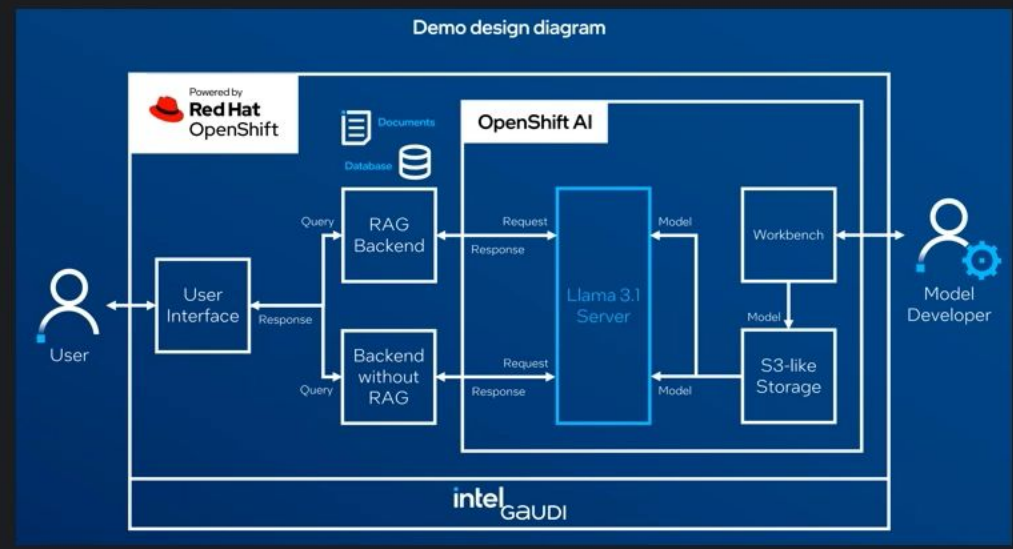 Demo design diagram
Powered by
Red Hat
OpenShift
Documents
Database
OpenShift AI
Query
RAG
Backend
Request
Response
Model
Workbench
User
Interface
Response
Llama 3.1
Server
Model
User
Model
Developer
Query
Backend
without
RAG
Request
Response
Model
S3-like
Storage
intel
GAUDI